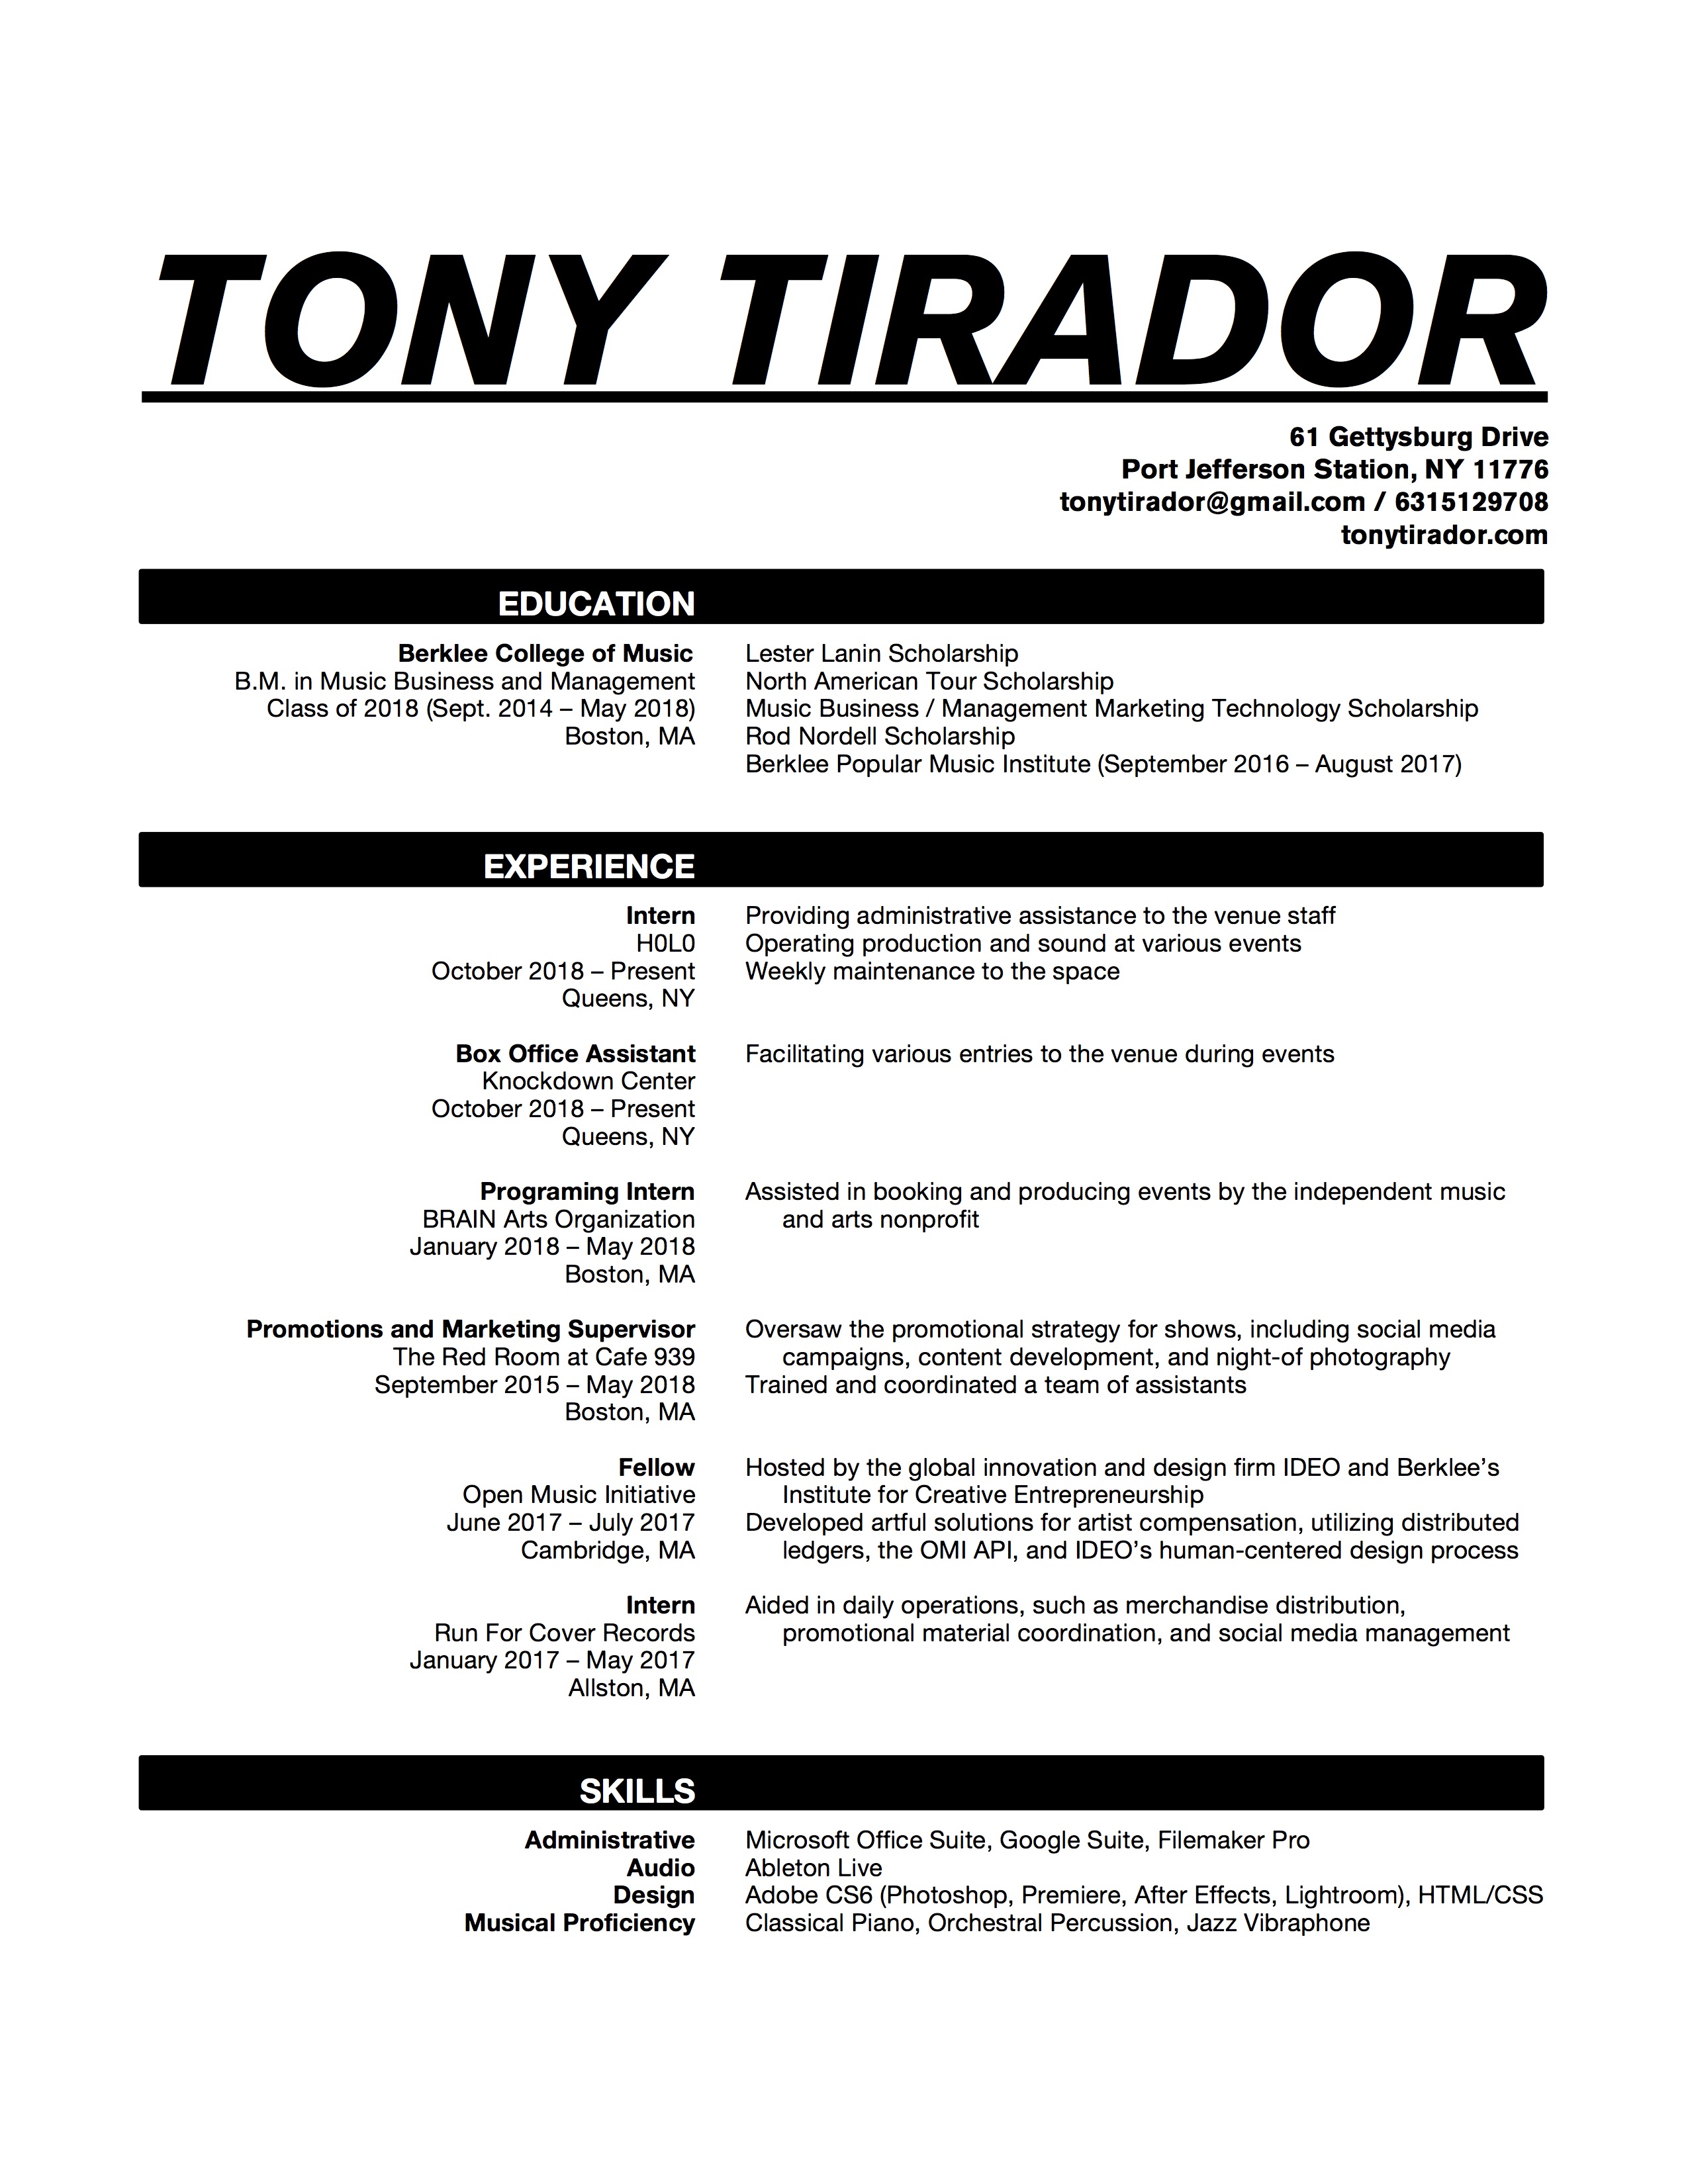 TONY TIRADOR
61 Gettysburg Drive
Port Jefferson Station, NY 11776
tonytirador@gmail.com / 6315129708
tonytirador.com
EDUCATION
Berklee College of Music
B.M. in Music Business and Management
Class of 2018 (Sept. 2014 – May 2018)
Boston, MA
Lester Lanin Scholarship
North American Tour Scholarship
Music Business / Management Marketing Technology Scholarship
Rod Nordell Scholarship
Berklee Popular Music Institute (September 2016 – August 2017)
EXPERIENCE
Intern
H0L0
October 2018 – Present
Queens, NY
Providing administrative assistance to the venue staff
Operating production and sound at various events
Weekly maintenance to the space
Box Office Assistant
Knockdown Center
October 2018 – Present
Queens, NY
Facilitating various entries to the venue during events
Programing Intern
BRAIN Arts Organization
January 2018 – May 2018
Boston, MA
Assisted in booking and producing events by the independent music
and arts nonprofit
Promotions and Marketing Supervisor
The Red Room at Cafe 939
September 2015 – May 2018
Boston, MA
Oversaw the promotional strategy for shows, including social media
campaigns, content development, and night-of photography
Trained and coordinated a team of assistants
Fellow
Open Music Initiative
June 2017 – July 2017
Cambridge, MA
Hosted by the global innovation and design firm IDEO and Berklee’s
Institute for Creative Entrepreneurship
Developed artful solutions for artist compensation, utilizing distributed
ledgers, the OMI API, and IDEO’s human-centered design process
Intern
Run For Cover Records
January 2017 – May 2017
Allston, MA
Aided in daily operations, such as merchandise distribution,
promotional material coordination, and social media management
SKILLS
Administrative Microsoft Office Suite, Google Suite, Filemaker Pro
Audio Ableton Live
Design Adobe CS6 (Photoshop, Premiere, After Effects, Lightroom), HTML/CSS
Musical Proficiency Classical Piano, Orchestral Percussion, Jazz Vibraphone